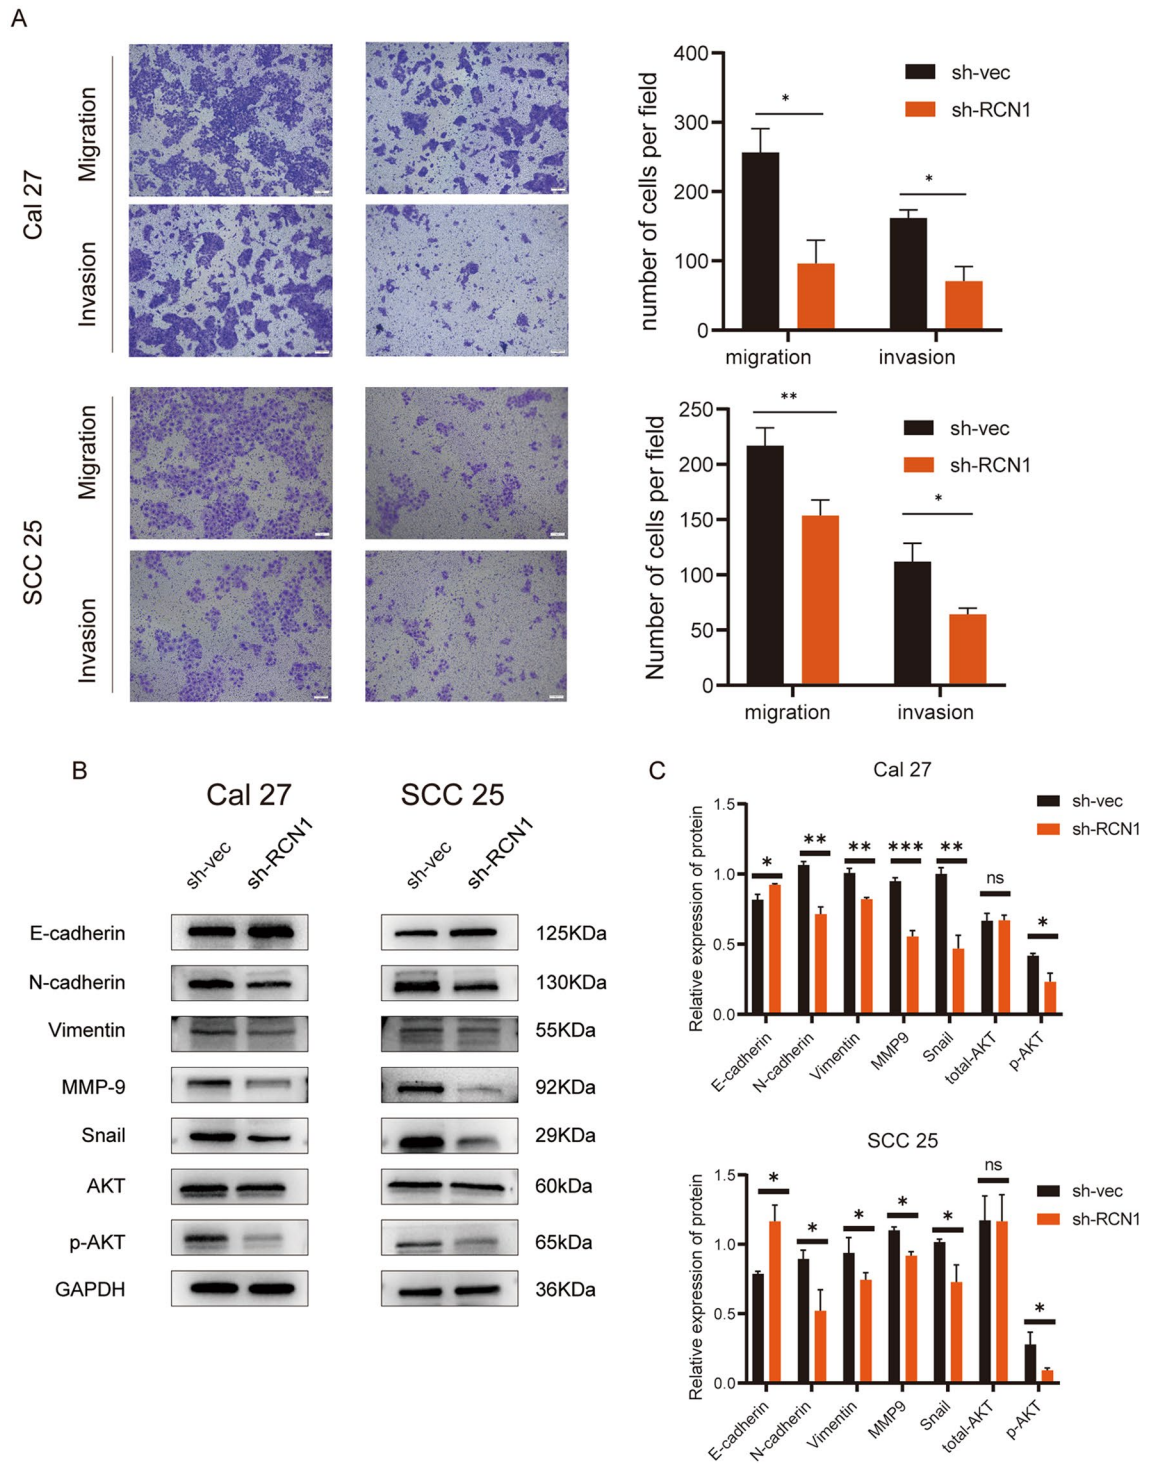 A
Cal 27
Migration
Invasion
SCC 25
Migration
Invasion
number of cells per field
400
300
200
100
0
*
*
sh-vec
sh-RCN1
migration
invasion
Number of cells per field
250
200
150
100
50
0
**
*
sh-vec
sh-RCN1
migration
invasion
B
Cal 27
SCC 25
sh-vec
sh-RCN1
sh-vec
sh-RCN1
E-cadherin
125KDa
N-cadherin
130KDa
Vimentin
55KDa
MMP-9
92KDa
Snail
29KDa
AKT
60kDa
p-AKT
65kDa
GAPDH
36KDa
C
Cal 27
Relative expression of protein
1.5
1.0
0.5
0.0
*
**
**
***
**
ns
*
sh-vec
sh-RCN1
E-cadherin
N-cadherin
Vimentin
MMP9
Snail
total-AKT
p-AKT
SCC 25
Relative expression of protein
1.5
1.0
0.5
0.0
*
*
*
*
*
ns
*
sh-vec
sh-RCN1
E-cadherin
N-cadherin
Vimentin
MMP9
Snail
total-AKT
p-AKT